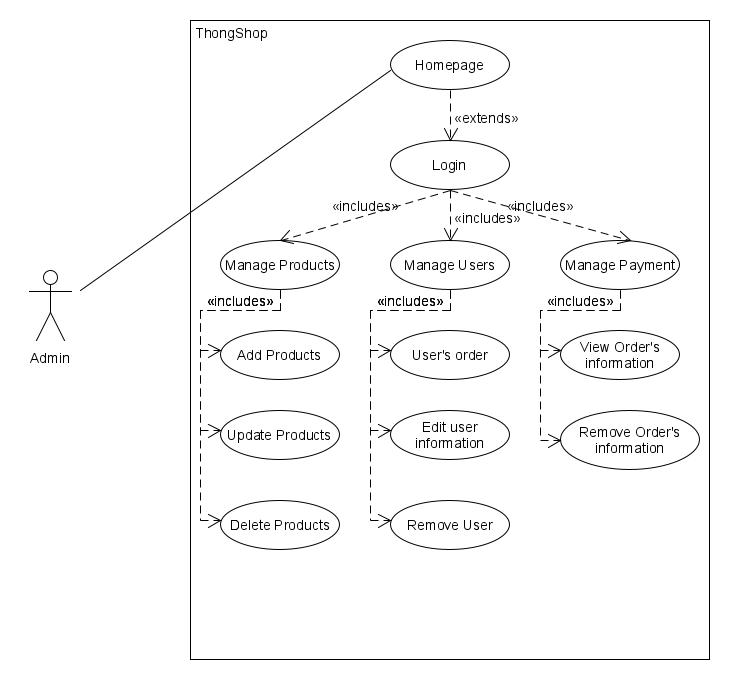 ThongShop
Homepage
«extends»
Login
«includes»
«includes»
«includes»
Manage Products
Manage Users
Manage Payment
«includes»
«includes»
«includes»
Admin
Add Products
User's order
View Order's
information
Update Products
Edit user
information
Remove Order's
information
Delete Products
Remove User